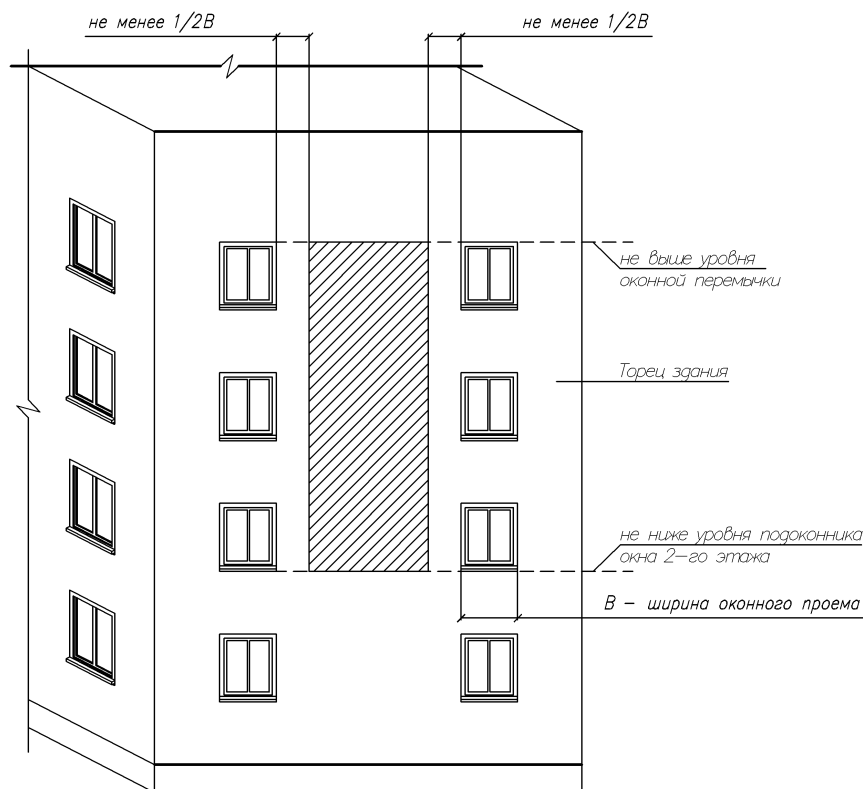 не менее 1/2В
не менее 1/2В
не выше уровня
оконной перемычки
Торец здания
не ниже уровня подоконника
окна 2-го этажа
В - ширина оконного проема